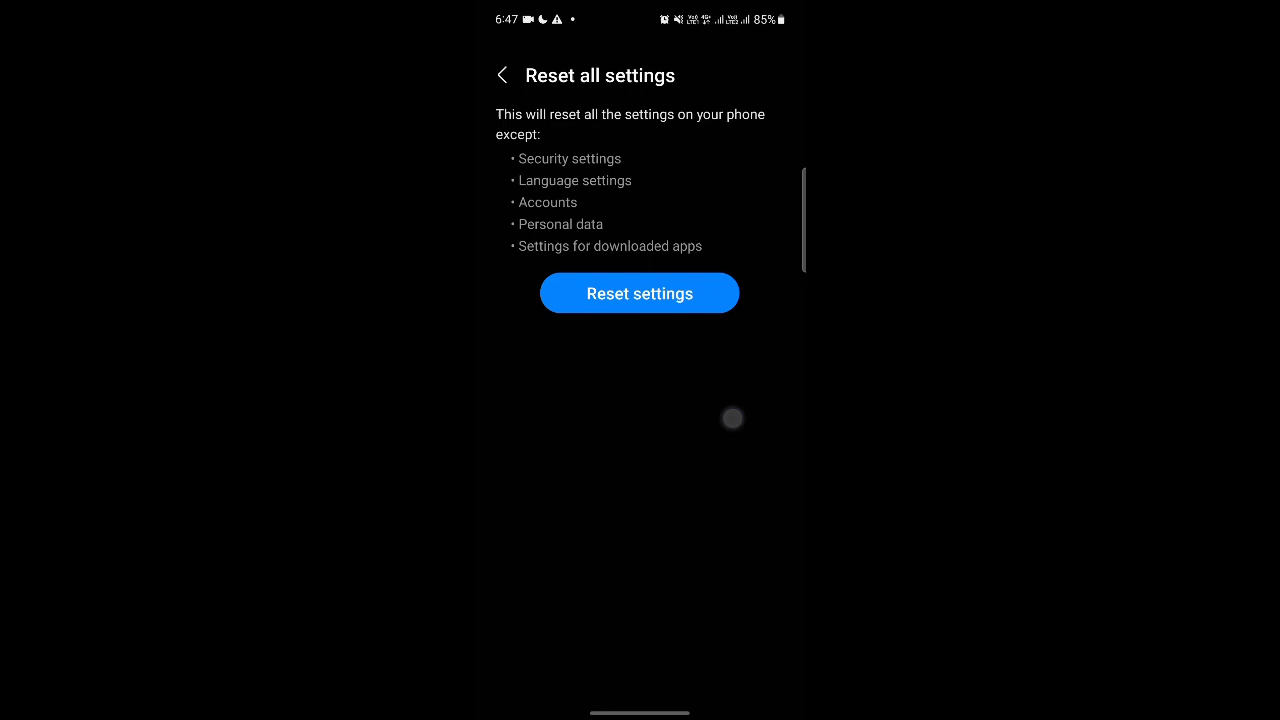 6:47 85%
Reset all settings
This will reset all the settings on your phone
except:
• Security settings
• Language settings
• Accounts
• Personal data
• Settings for downloaded apps
Reset settings